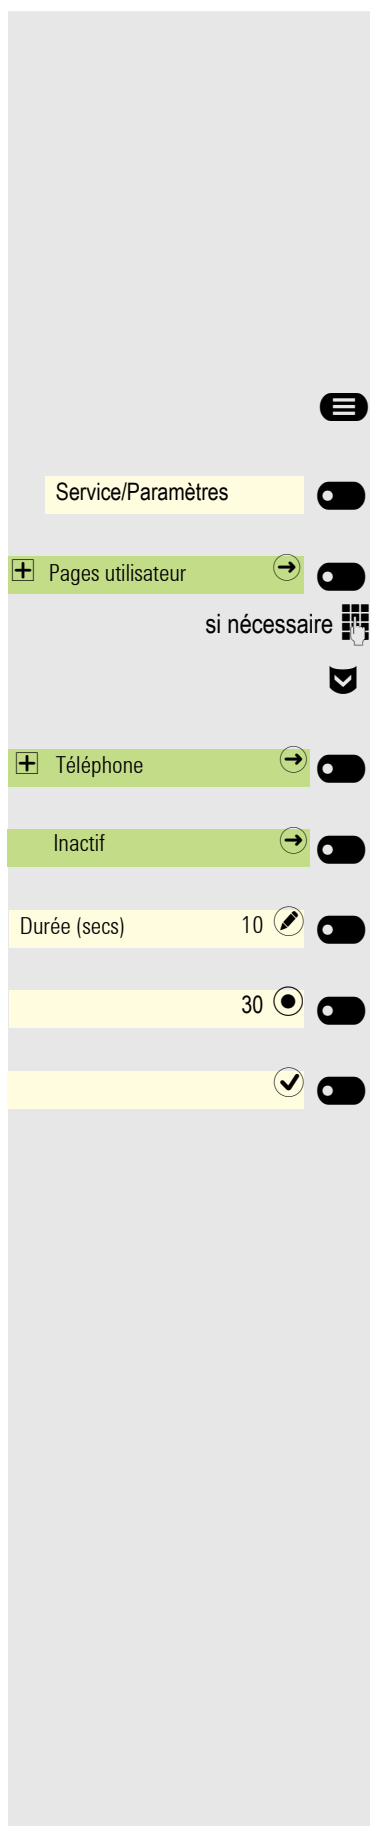 Service/Paramètres
Pages utilisateur
si nécessaire
Téléphone
Inactif
Durée (secs) 10
30